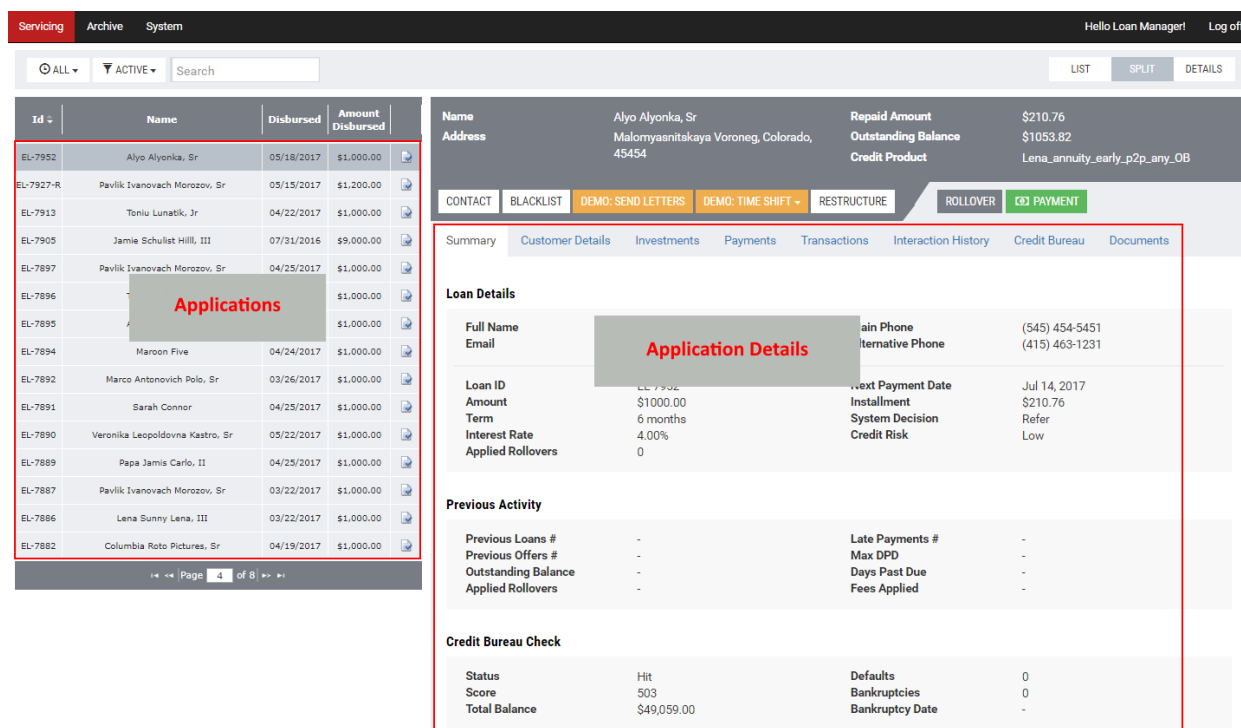 Servicing Archive System Hello Loan Manager! Log off
ALL ACTIVE Search LIST SPLIT DETAILS
Id Name Disbursed Amount Disbursed
EL-7952 Alyo Alyonka, Sr 05/18/2017 $1,000.00
EL-7927-R Pavlik Ivanovach Morozov, Sr 05/15/2017 $1,200.00
EL-7913 Toniu Lunatik, Jr 04/22/2017 $1,000.00
EL-7905 Jamie Schulist Hilll, III 07/31/2016 $9,000.00
EL-7897 Pavlik Ivanovach Morozov, Sr 04/25/2017 $1,000.00
EL-7896 $1,000.00
Applications
EL-7895 $1,000.00
EL-7894 Maroon Five 04/24/2017 $1,000.00
EL-7892 Marco Antonovich Polo, Sr 03/26/2017 $1,000.00
EL-7891 Sarah Connor 04/25/2017 $1,000.00
EL-7890 Veronika Leopoldovna Kastro, Sr 05/22/2017 $1,000.00
EL-7889 Papa Jamis Carlo, II 04/25/2017 $1,000.00
EL-7887 Pavlik Ivanovach Morozov, Sr 03/22/2017 $1,000.00
EL-7886 Lena Sunny Lena, III 03/22/2017 $1,000.00
EL-7882 Columbia Roto Pictures, Sr 04/19/2017 $1,000.00
Page 4 of 8
Name Alyo Alyonka, Sr Repaid Amount $210.76
Address Malomyasnitskaya Voroneg, Colorado, Outstanding Balance $1053.82
45454 Credit Product Lena_annuity_early_p2p_any_OB
CONTACT BLACKLIST DEMO: SEND LETTERS DEMO: TIME SHIFT RESTRUCTURE ROLLOVER PAYMENT
Summary Customer Details Investments Payments Transactions Interaction History Credit Bureau Documents
Loan Details
Full Name Phone (545) 454-5451
Email Phone (415) 463-1231
Application Details
Loan ID EL-7952 Next Payment Date Jul 14, 2017
Amount $1000.00 Installment $210.76
Term 6 months System Decision Refer
Interest Rate 4.00% Credit Risk Low
Applied Rollovers 0
Previous Activity
Previous Loans # - Late Payments # -
Previous Offers # - Max DPD -
Outstanding Balance - Days Past Due -
Applied Rollovers - Fees Applied -
Credit Bureau Check
Status Hit Defaults 0
Score 503 Bankruptcies 0
Total Balance $49,059.00 Bankruptcy Date -